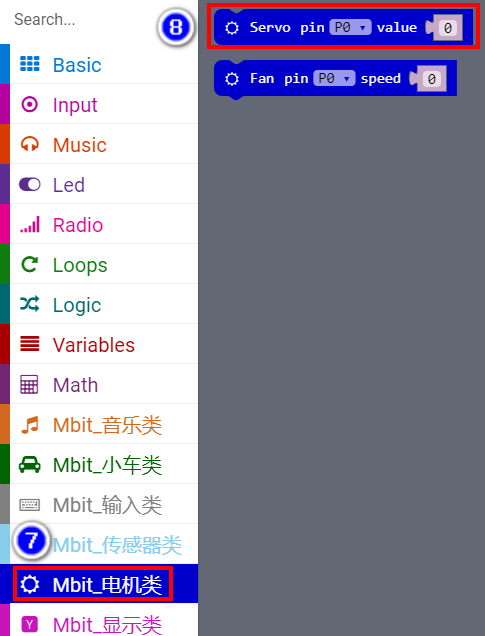 Search...
8
Servo pin P0 value 0
Fan pin P0 speed 0
Basic
Input
Music
Led
Radio
Loops
Logic
Variables
Math
Mbit_音乐类
Mbit_小车类
Mbit_输入类
7
Mbit_传感器类
Mbit_电机类
Y
Mbit_显示类